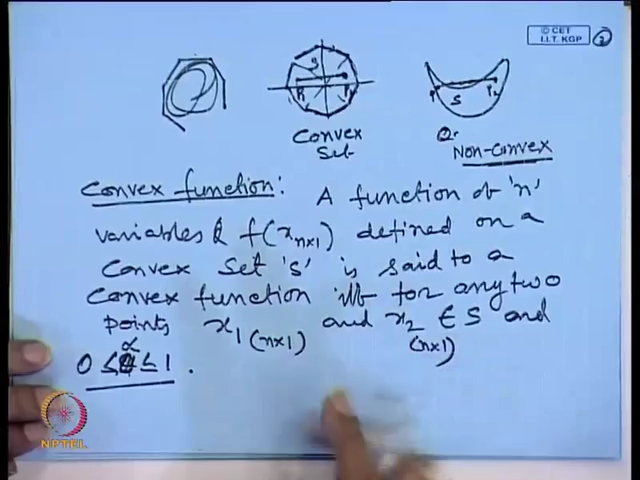 © CET
I.I.T. KGP
2
S
P1
P2
Convex
Set
P1
S
P2
Non-Convex
Convex function: A function of 'n'
variables f(x n×1) defined on a
Convex Set 's' is said to a
Convex function iff for any two
points x1 (n×1) and x2 ∈ S and
(n×1)
0 ≤ α ≤ 1.
NPTEL